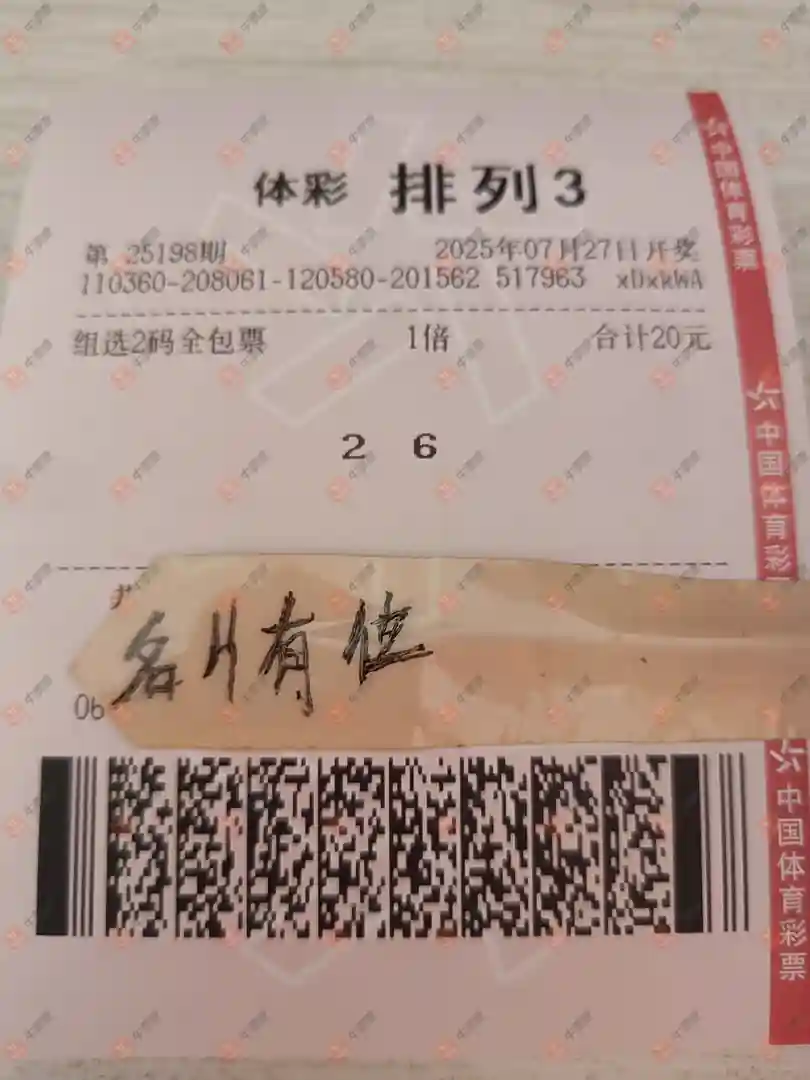 体彩 排列3
第 25198期 2025年07月27日开奖
110360-208061-120580-201562 517963 xDxkWA
组选2码全包票 1倍 合计20元
2 6
名片有位
06
中国体育彩票
中国体育彩
中国体育彩票